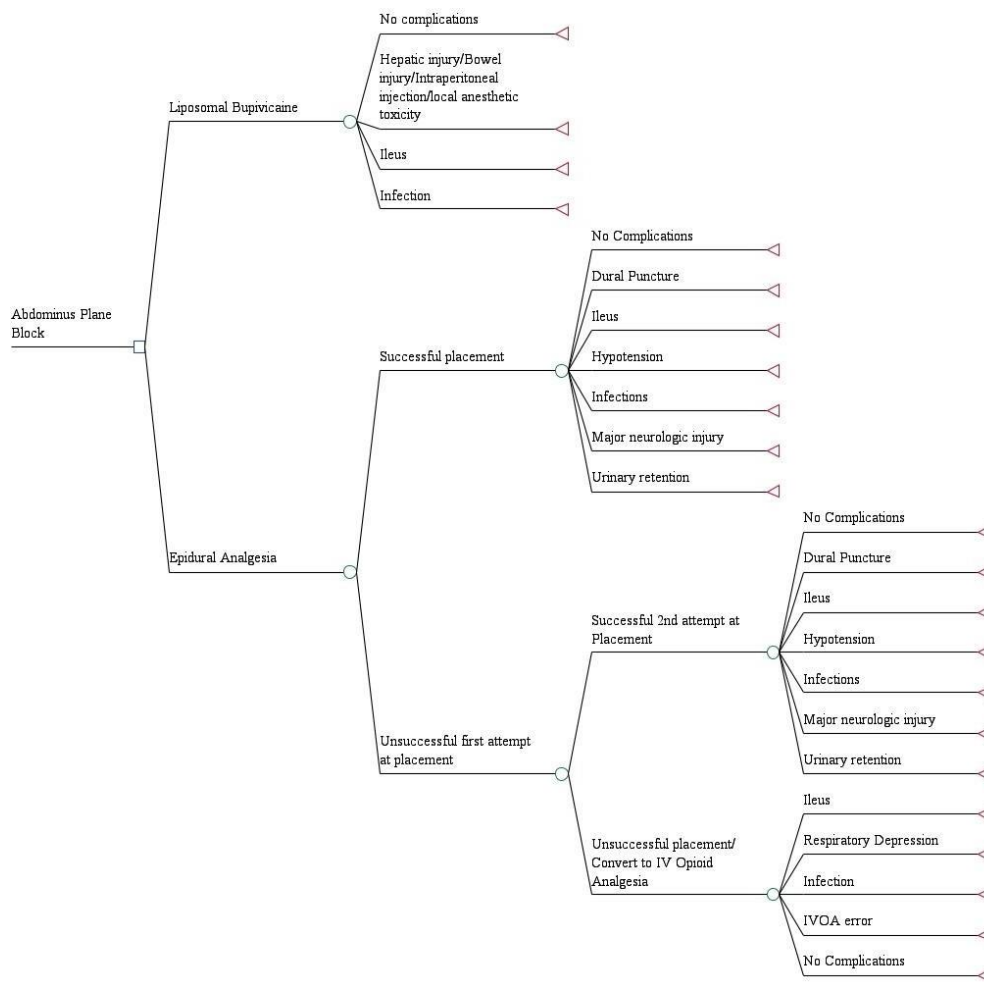 No complications
Hepatic injury/Bowel
injury/Intraperitoneal
injection/local anesthetic
toxicity
Liposomal Bupivicaine
Ileus
Infection
No Complications
Dural Puncture
Abdominus Plane
Block
Ileus
Successful placement
Hypotension
Infections
Major neurologic injury
Urinary retention
No Complications
Epidural Analgesia
Dural Puncture
Ileus
Successful 2nd attempt at
Placement
Hypotension
Infections
Major neurologic injury
Unsuccessful first attempt
at placement
Urinary retention
Ileus
Unsuccessful placement/
Convert to IV Opioid
Analgesia
Respiratory Depression
Infection
IVOA error
No Complications